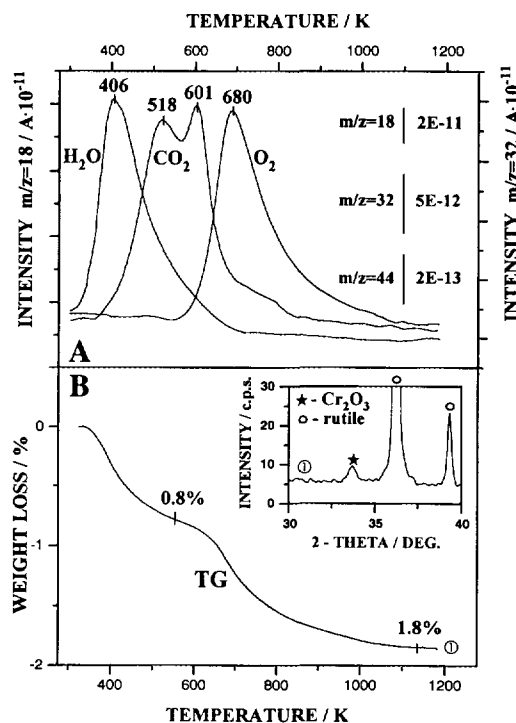 TEMPERATURE / K
400 600 800 1000 1200
INTENSITY m/z=18 / A·10⁻¹¹
INTENSITY m/z=32 / A·10⁻¹¹
406
518
601
680
H₂O
CO₂
O₂
m/z=18 | 2E-11
m/z=32 | 5E-12
m/z=44 | 2E-13
A
B
WEIGHT LOSS / %
0
-1
-2
0.8%
TG
1.8% ①
INTENSITY / c.p.s.
30
20
10
0
★ - Cr₂O₃
○ - rutile
①
30 35 40
2 - THETA / DEG.
400 600 800 1000 1200
TEMPERATURE / K